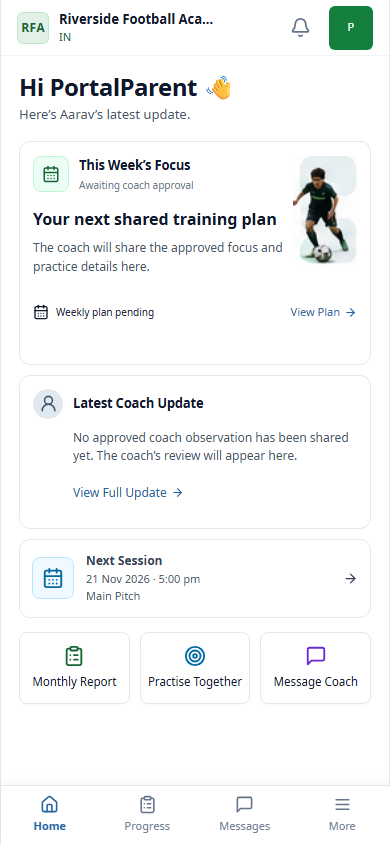 RFA
Riverside Football Aca...
IN
P
Hi PortalParent 👋
Here's Aarav's latest update.
This Week's Focus
Awaiting coach approval
Your next shared training plan
The coach will share the approved focus and
practice details here.
Weekly plan pending
View Plan →
Latest Coach Update
No approved coach observation has been shared
yet. The coach's review will appear here.
View Full Update →
Next Session
21 Nov 2026 · 5:00 pm
Main Pitch
Monthly Report
Practise Together
Message Coach
Home
Progress
Messages
More